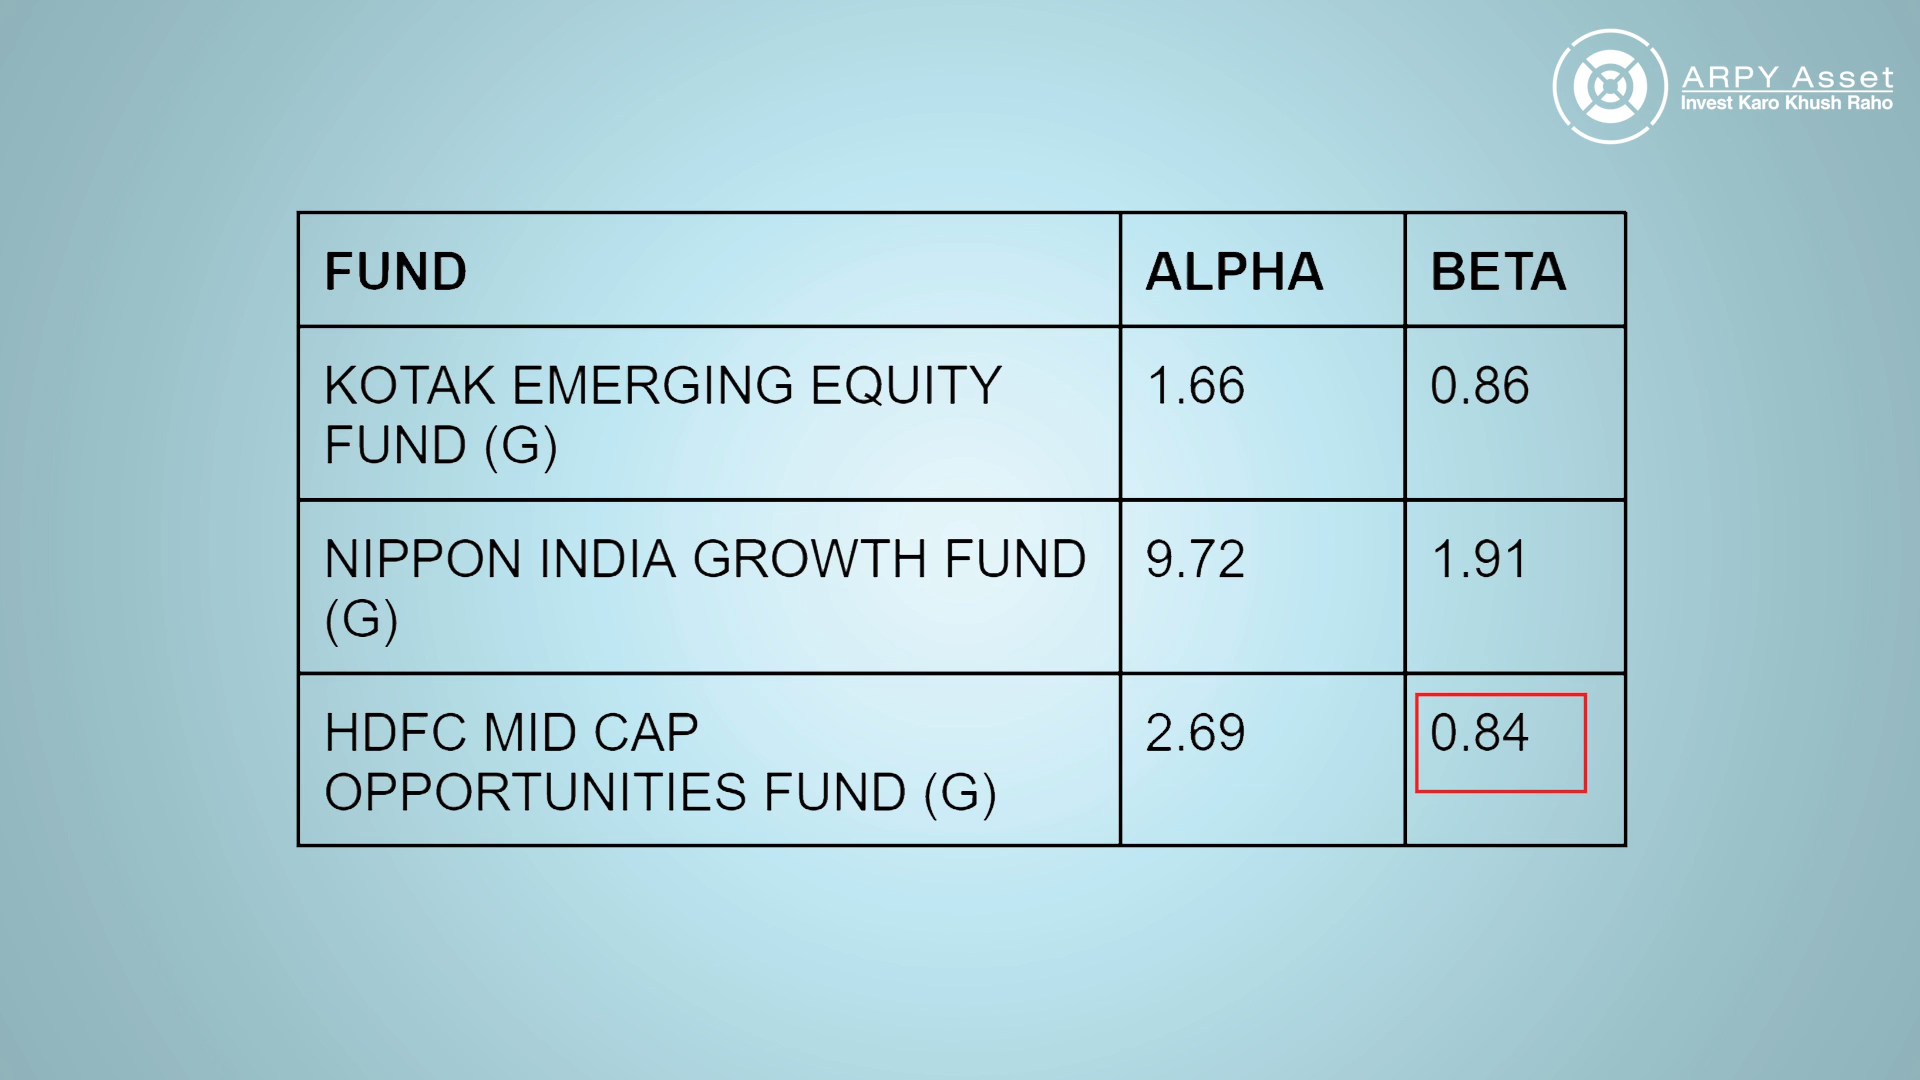 ARPY Asset
Invest Karo Khush Raho
FUND ALPHA BETA
KOTAK EMERGING EQUITY 1.66 0.86
FUND (G)
NIPPON INDIA GROWTH FUND 9.72 1.91
(G)
HDFC MID CAP 2.69 0.84
OPPORTUNITIES FUND (G)